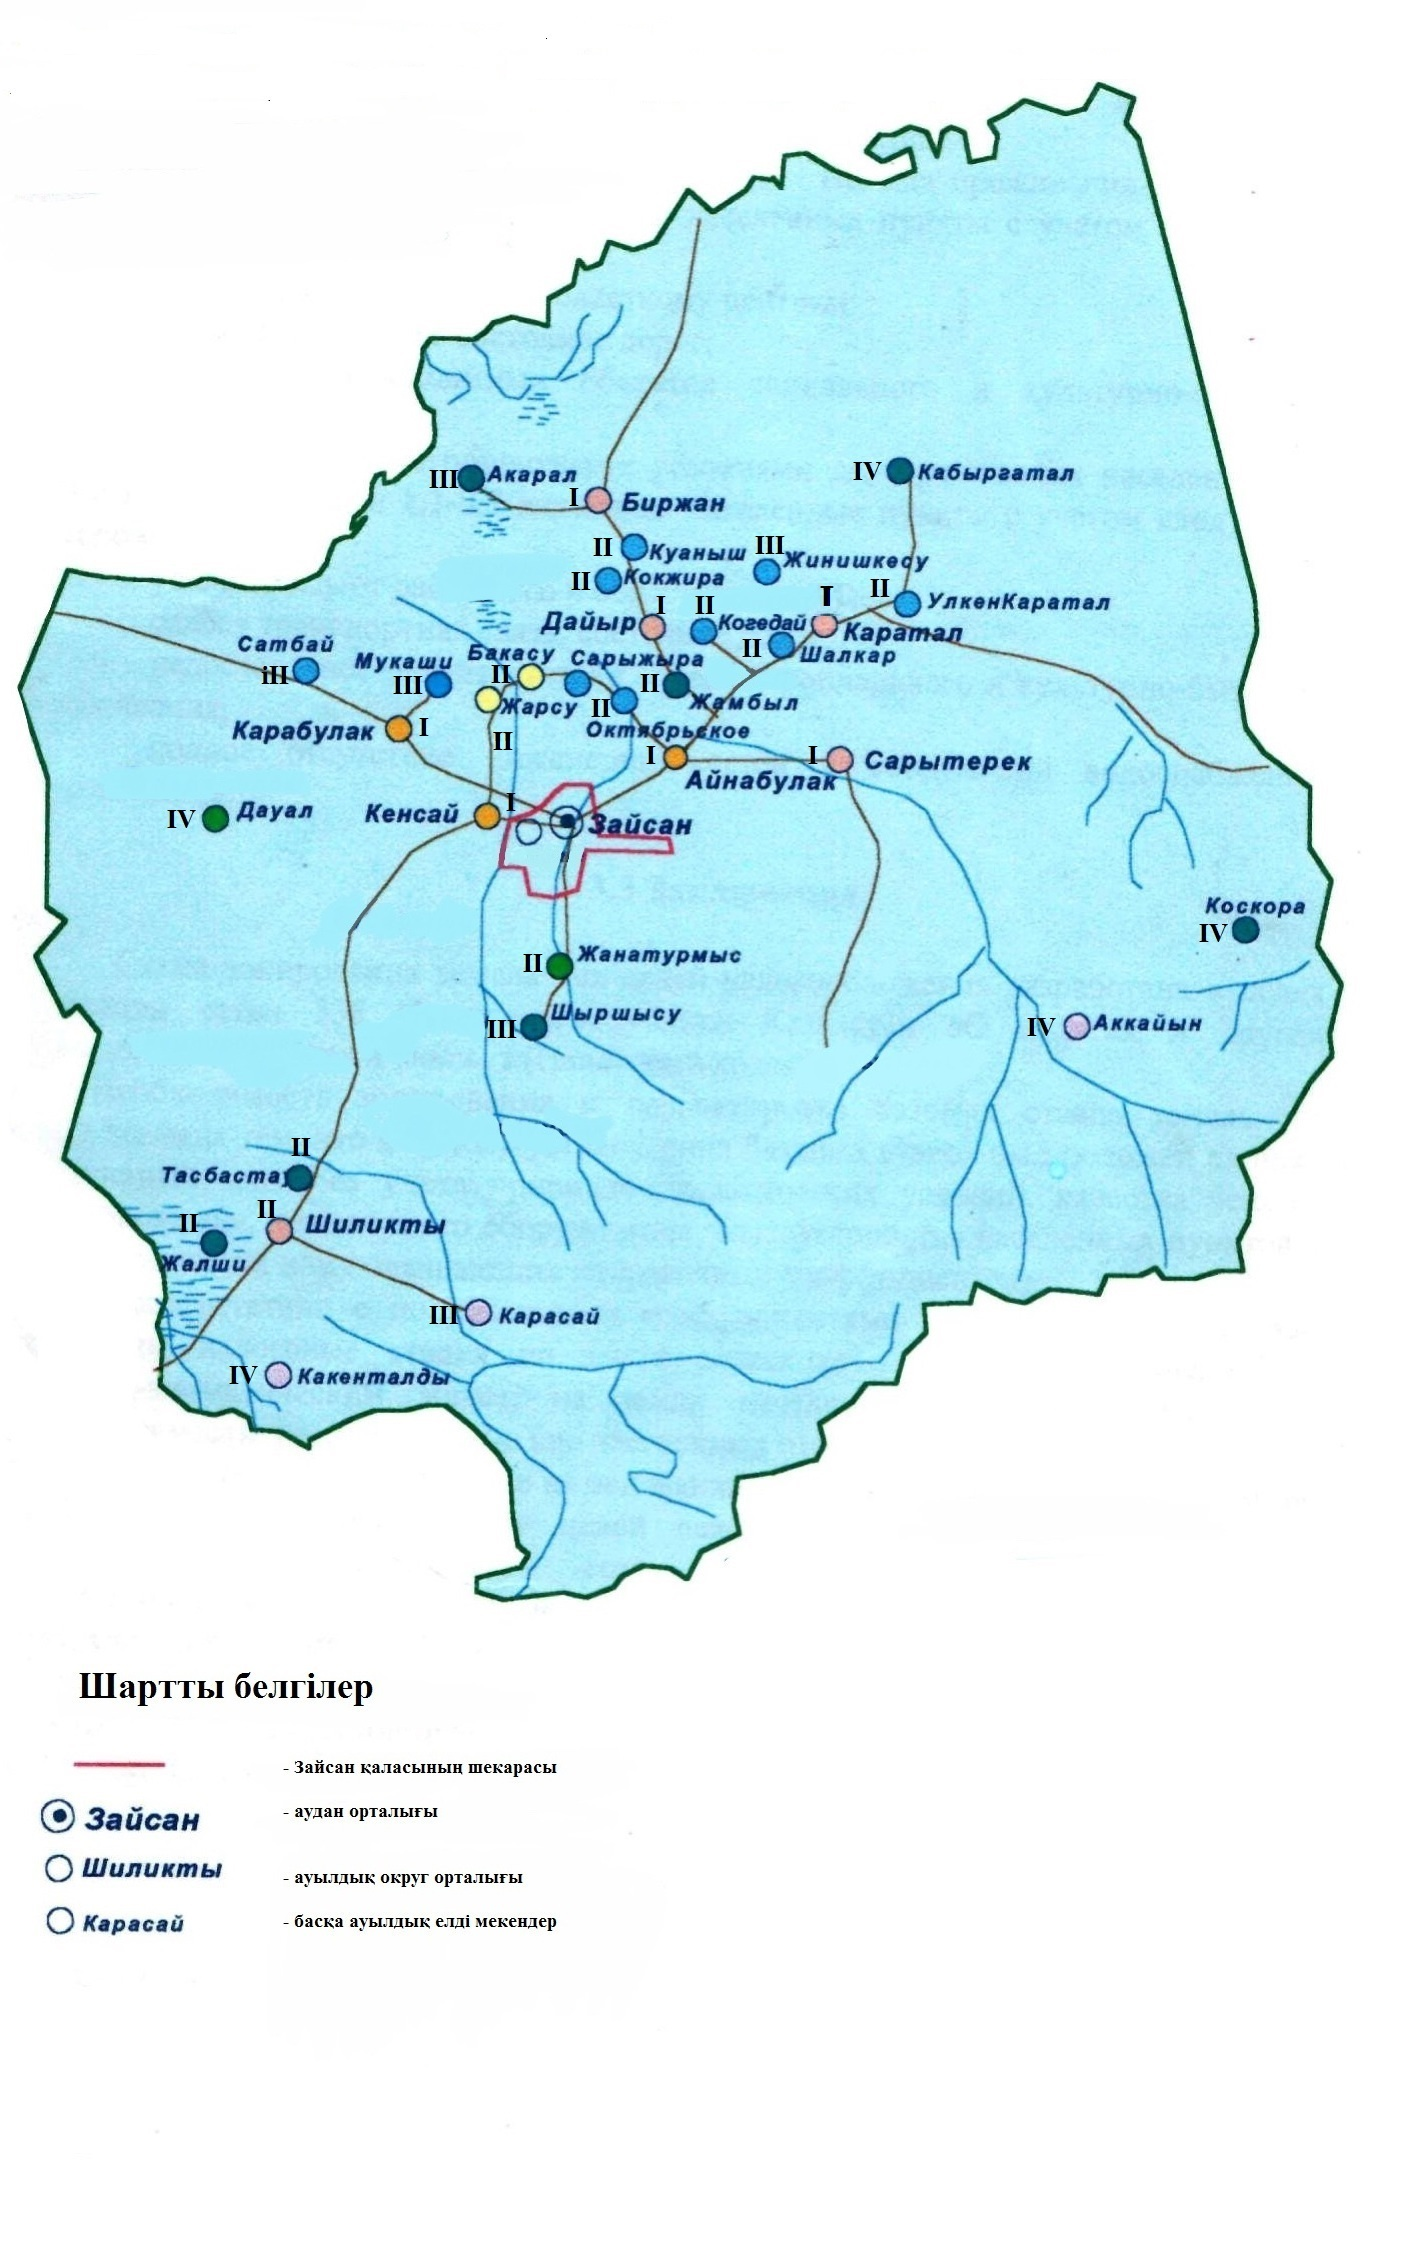 III Акарал
IV Кабыргатал
I Биржан
II Куаныш
III Жинишкесу
II Кокжира
I
II
I
II УлкенКаратал
Дайыр
Когедай
Каратал
II Шалкар
Сатбай
iII
Мукаши
III
Бакасу
II
Сарыжыра
II Жамбыл
Жарсу
II
Октябрьское
II
Карабулак I
I
Айнабулак
I Сарытерек
IV Дауал
Кенсай I
Зайсан
Коскора
IV
II Жанатурмыс
III Шыршысу
IV Аккайын
II
Тасбастау
II Шиликты
II
Жалши
III Карасай
IV Какенталды
Шартты белгілер
- Зайсан қаласының шекарасы
Зайсан - аудан орталығы
Шиликты - ауылдық округ орталығы
Карасай - басқа ауылдық елді мекендер